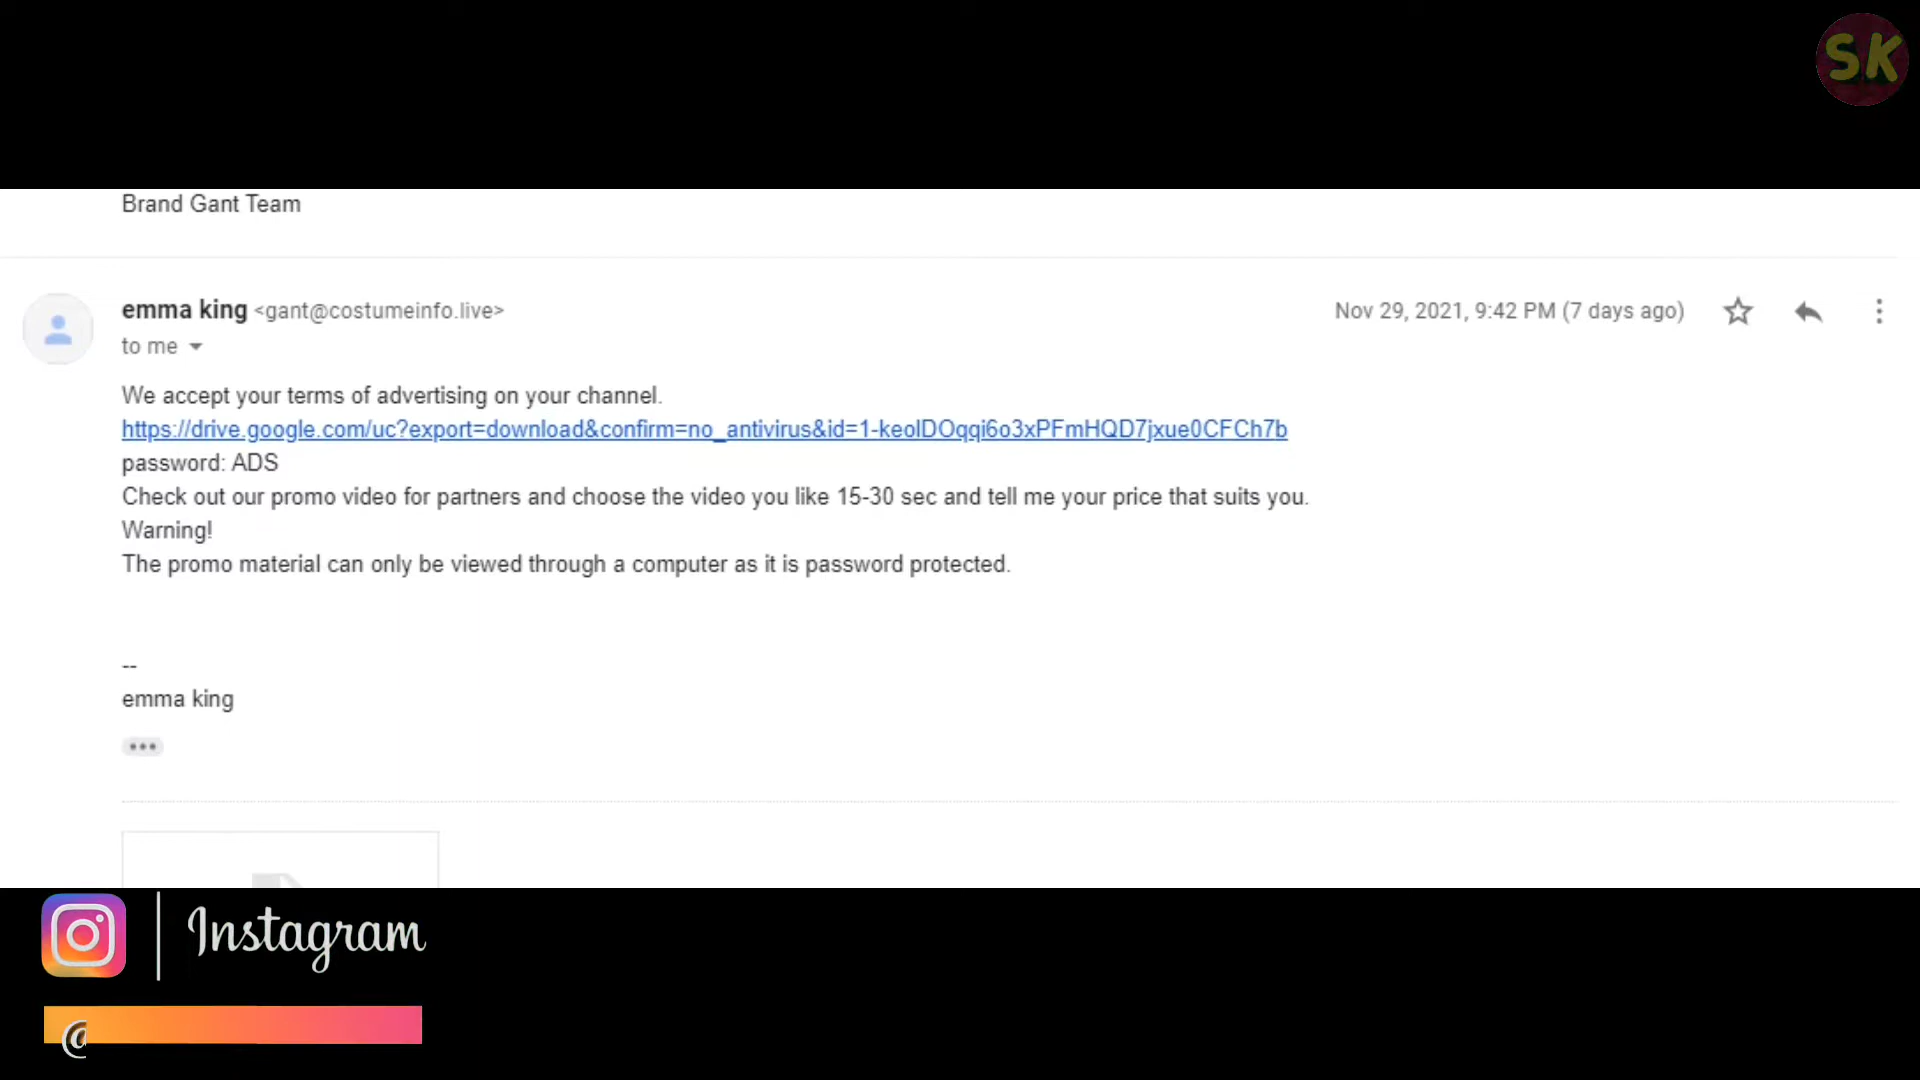 SK
Brand Gant Team
emma king <gant@costumeinfo.live>
Nov 29, 2021, 9:42 PM (7 days ago)
to me
We accept your terms of advertising on your channel.
https://drive.google.com/uc?export=download&confirm=no_antivirus&id=1-keolDOqqi6o3xPFmHQD7jxue0CFCh7b
password: ADS
Check out our promo video for partners and choose the video you like 15-30 sec and tell me your price that suits you.
Warning!
The promo material can only be viewed through a computer as it is password protected.
--
emma king
Instagram
@